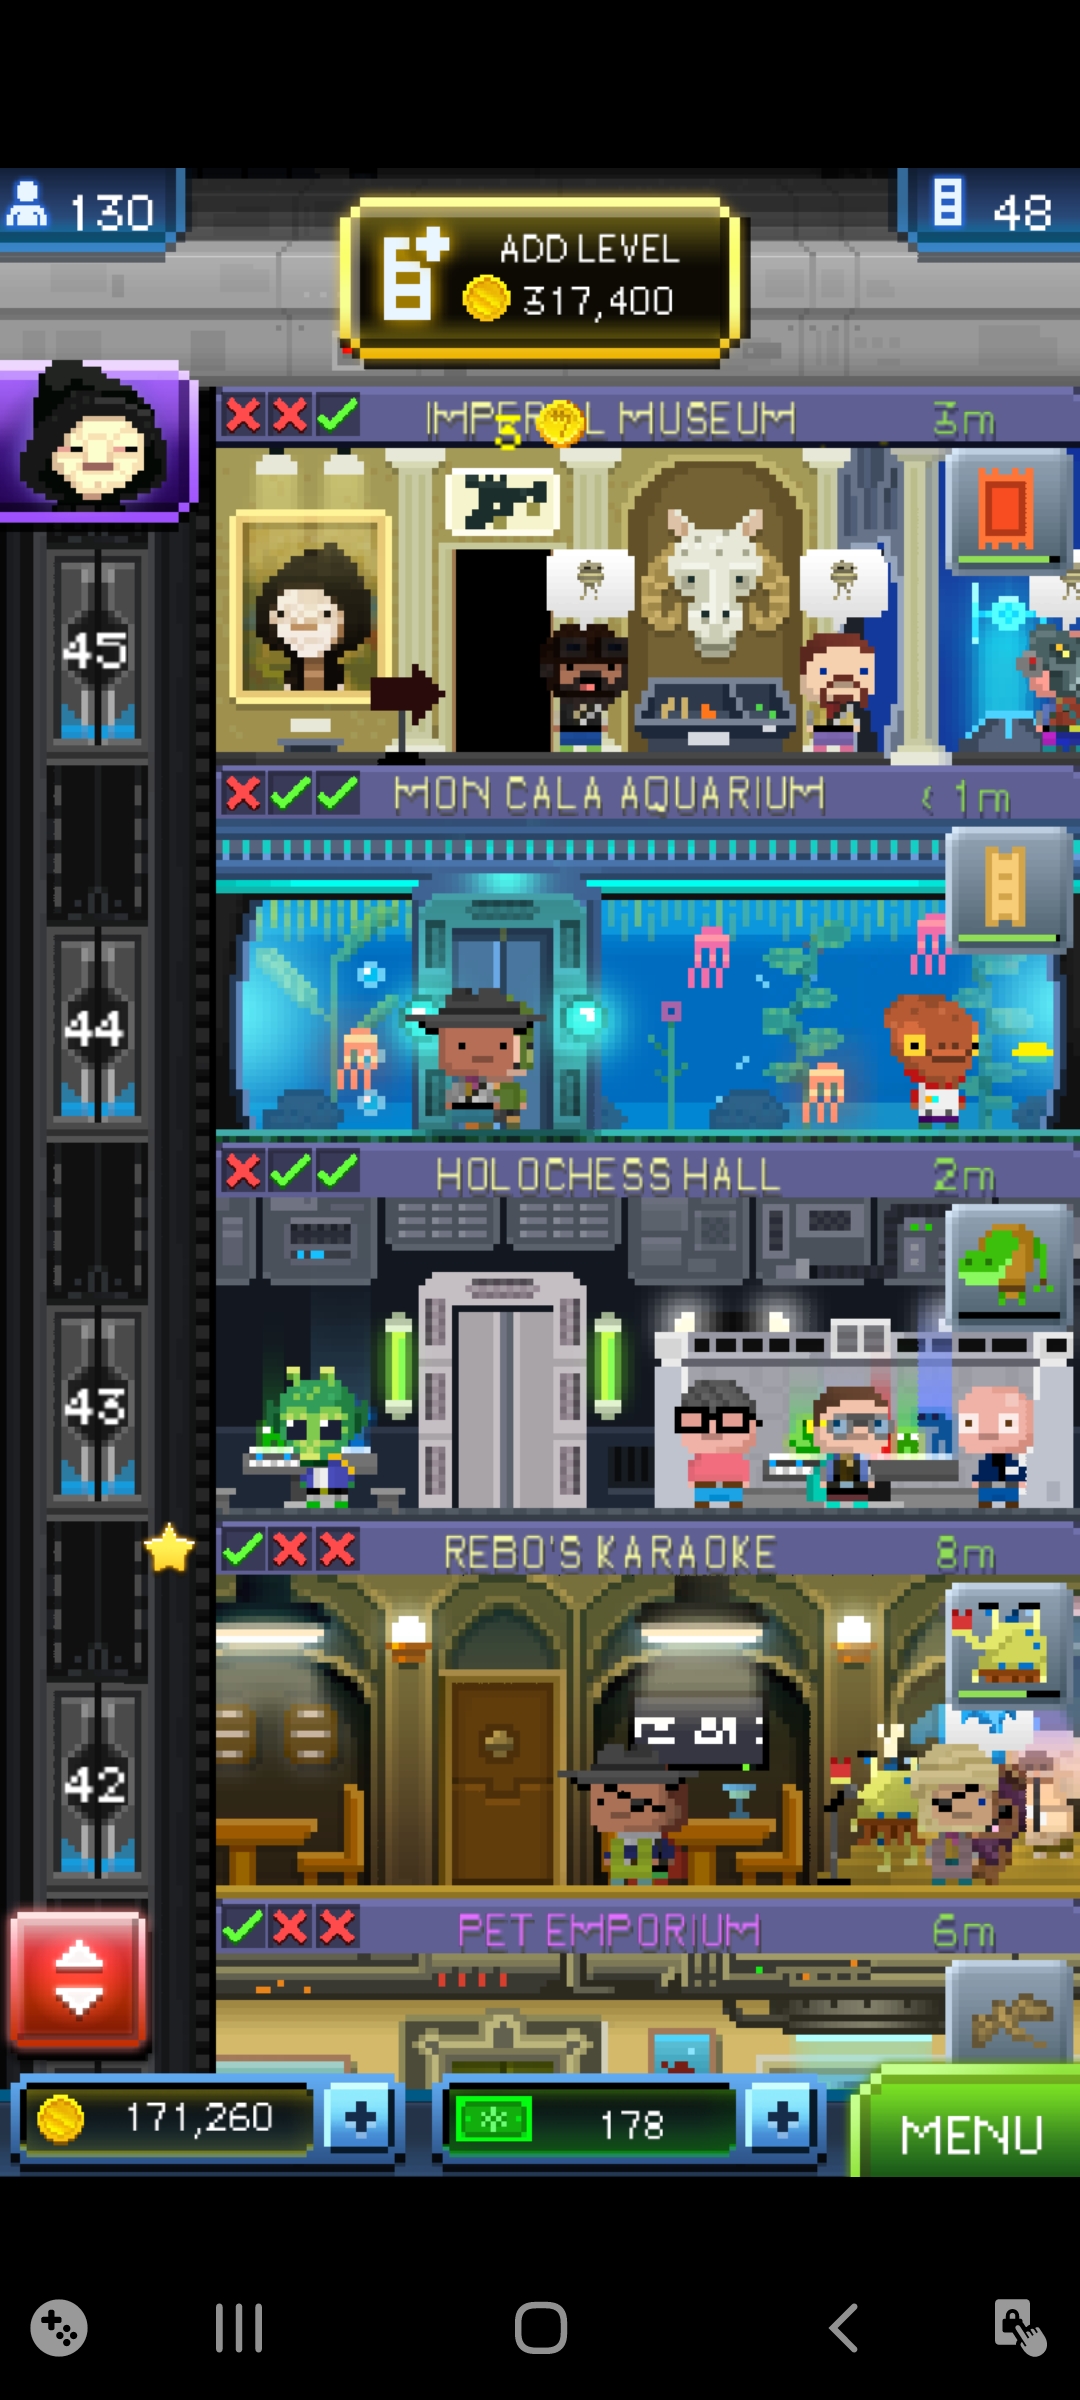 130
ADD LEVEL
317,400
48
IMPERIAL MUSEUM 3m
5
45
MON CALA AQUARIUM < 1m
44
HOLOCHESS HALL 2m
43
REBO'S KARAOKE 8m
42
PET EMPORIUM 6m
171,260 +
178 +
MENU